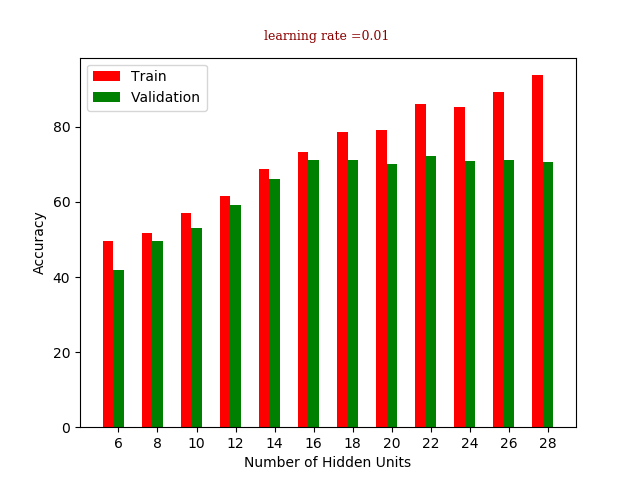 learning rate =0.01
Train
Validation
80
60
40
20
0
Accuracy
6 8 10 12 14 16 18 20 22 24 26 28
Number of Hidden Units